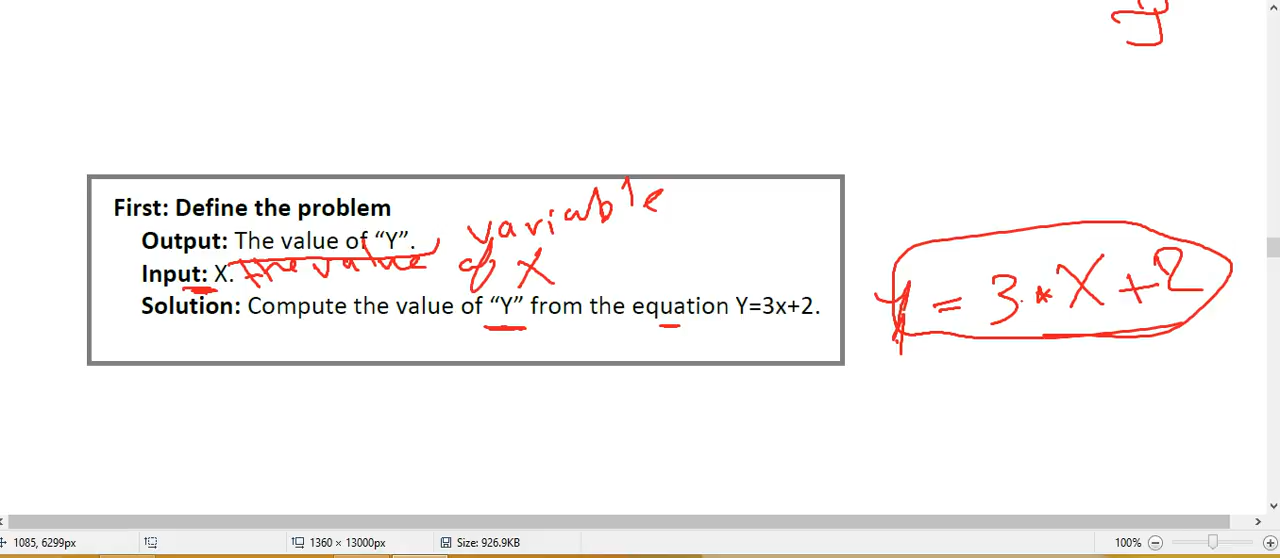 First: Define the problem
variable
Output: The value of “Y”.
Input: X. the value of X
Solution: Compute the value of “Y” from the equation Y=3x+2.
y = 3 * X + 2
1085, 6299px
1360 × 13000px
Size: 926.9KB
100%